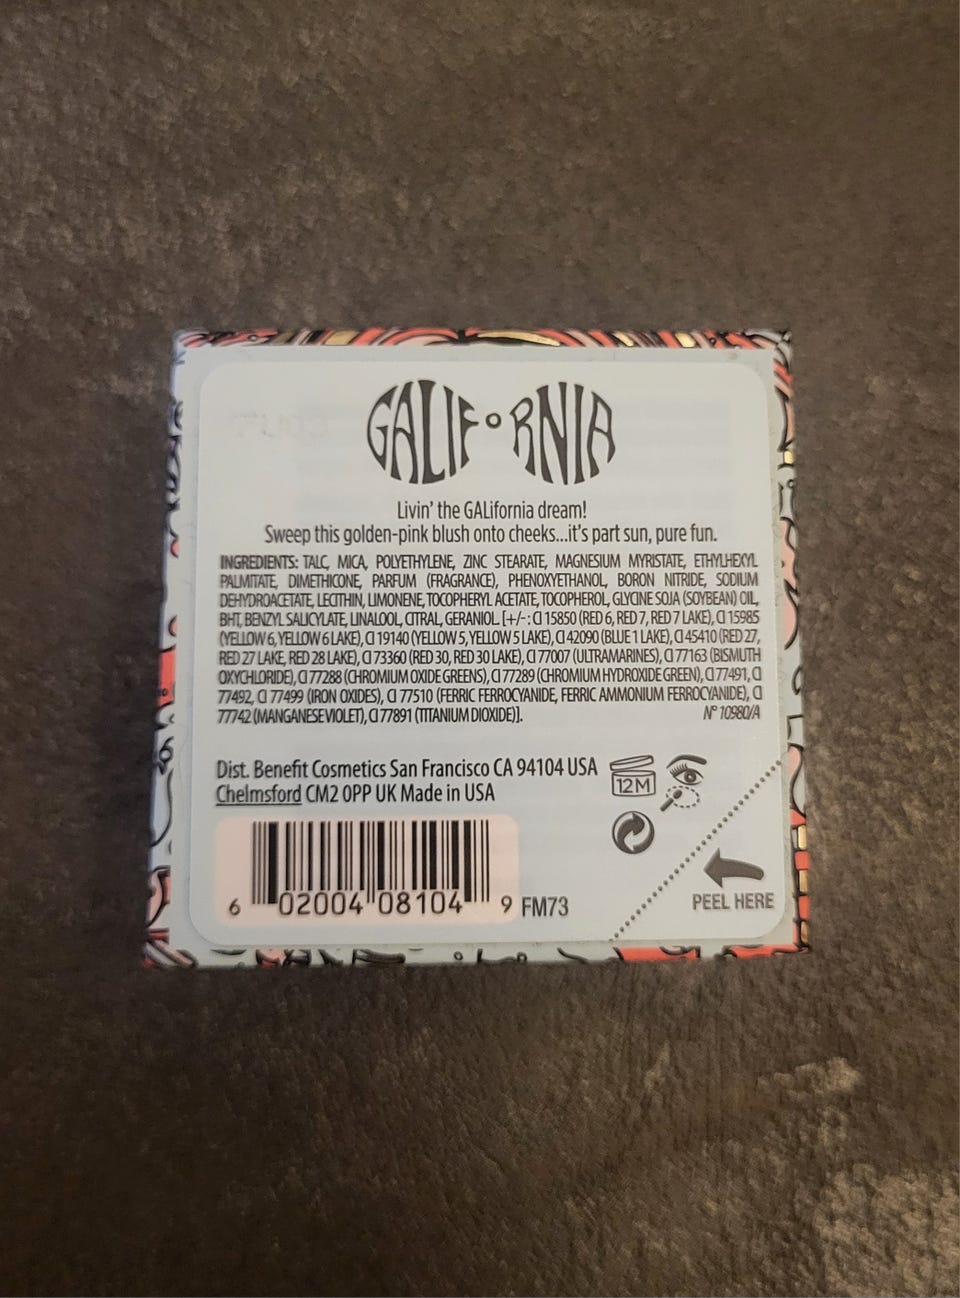 GALIFORNIA
Livin' the GALifornia dream!
Sweep this golden-pink blush onto cheeks...it's part sun, pure fun.
INGREDIENTS: TALC, MICA, POLYETHYLENE, ZINC STEARATE, MAGNESIUM MYRISTATE, ETHYLHEXYL
PALMITATE, DIMETHICONE, PARFUM (FRAGRANCE), PHENOXYETHANOL, BORON NITRIDE, SODIUM
DEHYDROACETATE, LECITHIN, LIMONENE, TOCOPHERYL ACETATE, TOCOPHEROL, GLYCINE SOJA (SOYBEAN) OIL,
BHT, BENZYL SALICYLATE, LINALOOL, CITRAL, GERANIOL. [+/-: CI 15850 (RED 6, RED 7, RED 7 LAKE), CI 15985
(YELLOW 6, YELLOW 6 LAKE), CI 19140 (YELLOW 5, YELLOW 5 LAKE), CI 42090 (BLUE 1 LAKE), CI 45410 (RED 27,
RED 27 LAKE, RED 28 LAKE), CI 73360 (RED 30, RED 30 LAKE), CI 77007 (ULTRAMARINES), CI 77163 (BISMUTH
OXYCHLORIDE), CI 77288 (CHROMIUM OXIDE GREENS), CI 77289 (CHROMIUM HYDROXIDE GREEN), CI 77491, CI
77492, CI 77499 (IRON OXIDES), CI 77510 (FERRIC FERROCYANIDE, FERRIC AMMONIUM FERROCYANIDE), CI
77742 (MANGANESE VIOLET), CI 77891 (TITANIUM DIOXIDE)]. N° 10980/A
Dist. Benefit Cosmetics San Francisco CA 94104 USA
Chelmsford CM2 0PP UK Made in USA
12M
PEEL HERE
6 02004 08104 9 FM73